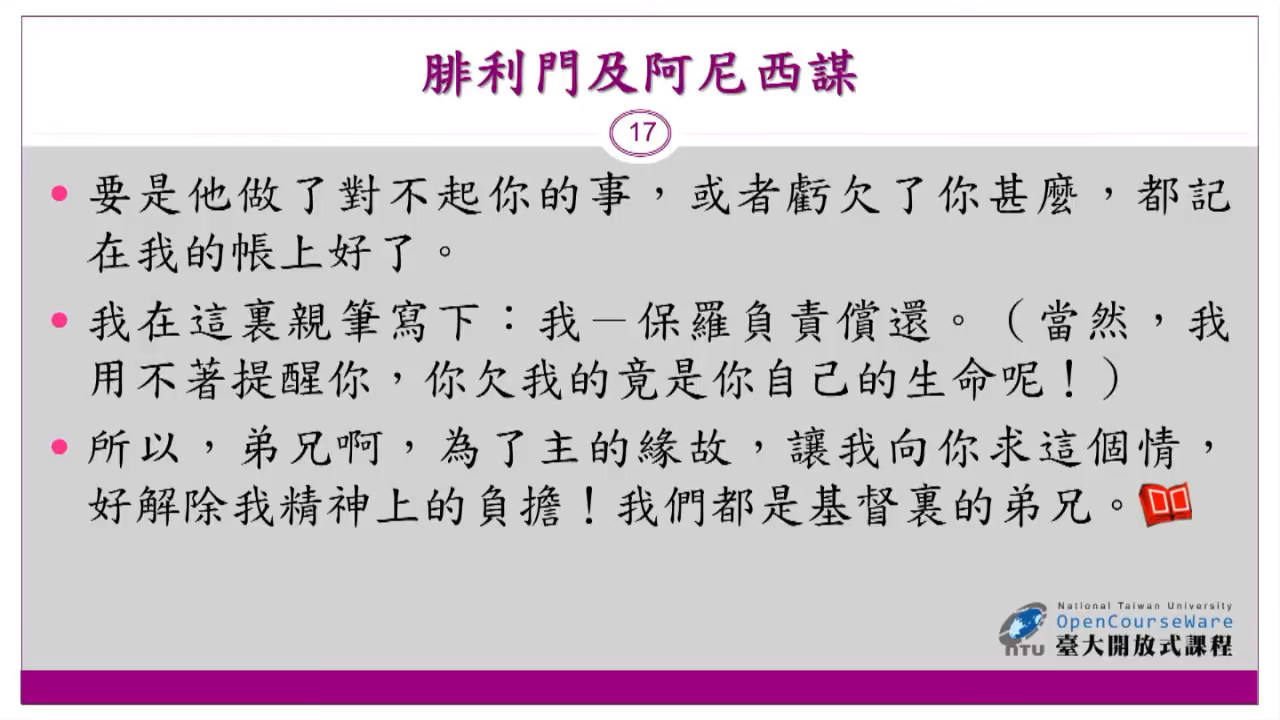 腓利門及阿尼西謀
17
要是他做了對不起你的事，或者虧欠了你甚麼，都記
在我的帳上好了。
我在這裏親筆寫下：我－保羅負責償還。（當然，我
用不著提醒你，你欠我的竟是你自己的生命呢！）
所以，弟兄啊，為了主的緣故，讓我向你求這個情，
好解除我精神上的負擔！我們都是基督裏的弟兄。
National Taiwan University
OpenCourseWare
NTU 臺大開放式課程